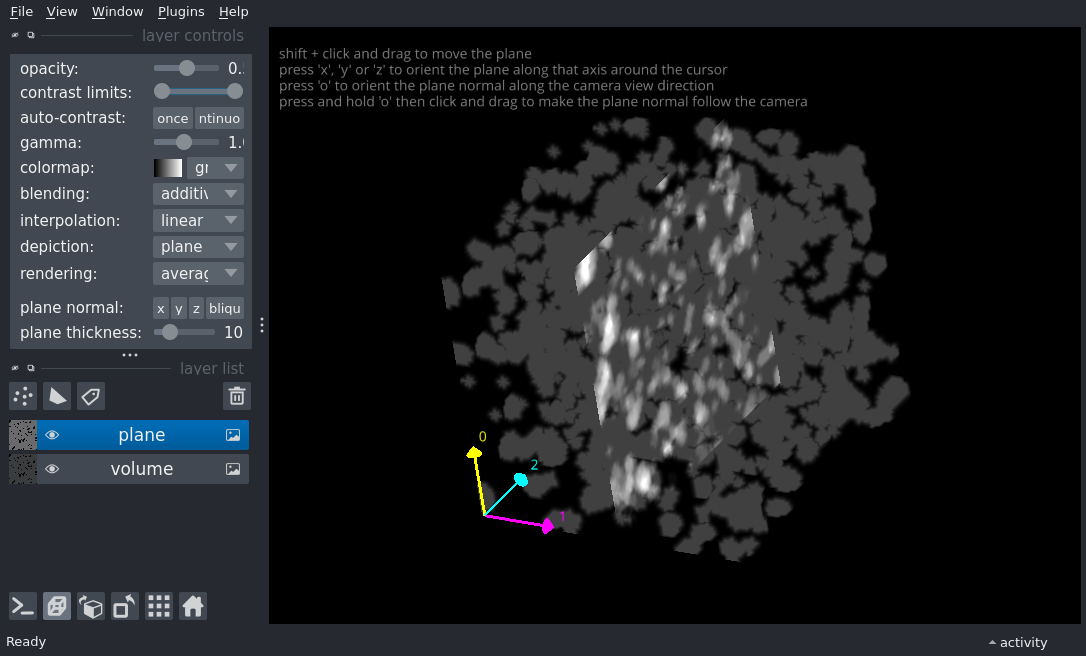 File View Window Plugins Help
layer controls
opacity: 0.
contrast limits:
auto-contrast: once ntinuo
gamma: 1.
colormap: gr
blending: additiv
interpolation: linear
depiction: plane
rendering: averag
plane normal: x y z bliqu
plane thickness: 10
layer list
plane
volume
shift + click and drag to move the plane
press 'x', 'y' or 'z' to orient the plane along that axis around the cursor
press 'o' to orient the plane normal along the camera view direction
press and hold 'o' then click and drag to make the plane normal follow the camera
0
2
1
Ready
activity